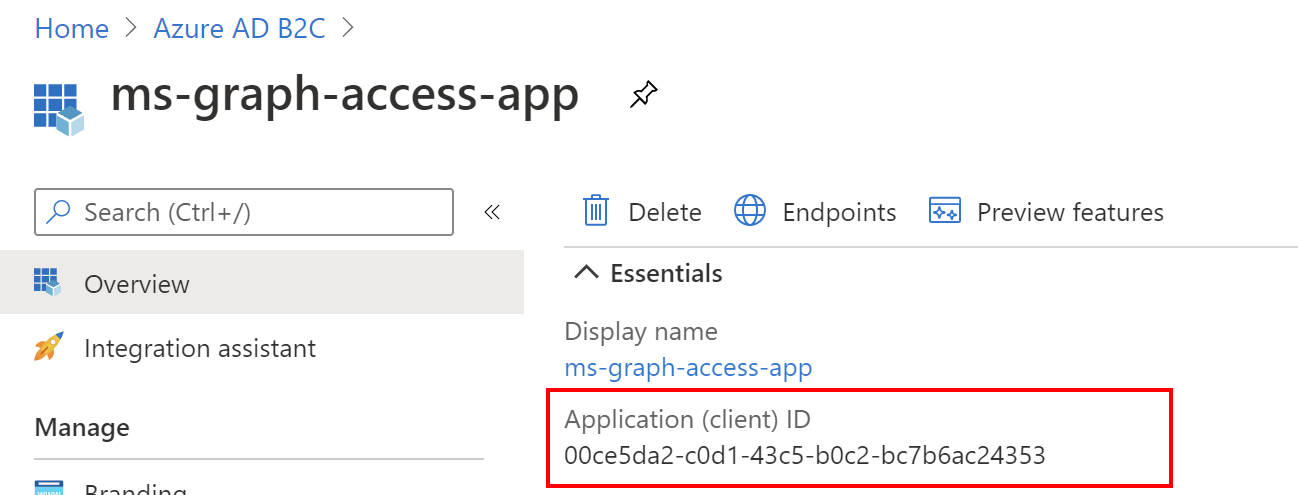 Home > Azure AD B2C >
ms-graph-access-app
Search (Ctrl+/)
«
Delete
Endpoints
Preview features
Overview
Integration assistant
Manage
Branding
Essentials
Display name
ms-graph-access-app
Application (client) ID
00ce5da2-c0d1-43c5-b0c2-bc7b6ac24353